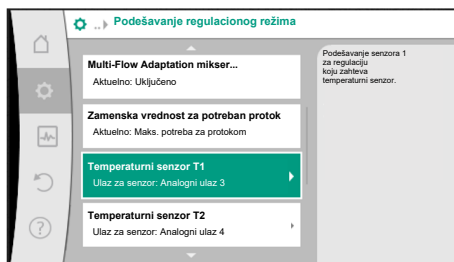 ..▸ Podešavanje regulacionog režima
Multi-Flow Adaptation mikser...
Aktuelno: Uključeno
Zamenska vrednost za potreban protok
Aktuelno: Maks. potreba za protokom
Temperaturni senzor T1
Ulaz za senzor: Analogni ulaz 3
Temperaturni senzor T2
Ulaz za senzor: Analogni ulaz 4
Podešavanje senzora 1
za regulaciju
koju zahteva
temperaturni senzor.
?